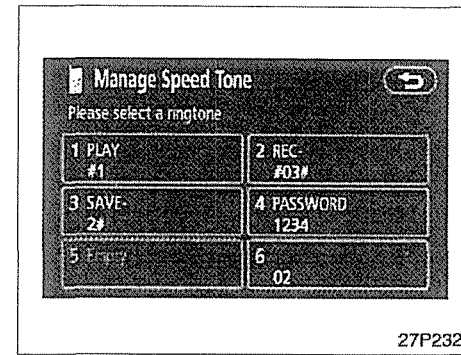 Manage Speed Tone
Please select a ringtone
1 PLAY
#1
2 REC-
#03#
3 SAVE-
2#
4 PASSWORD
1234
5 Empty
6
02
27P232